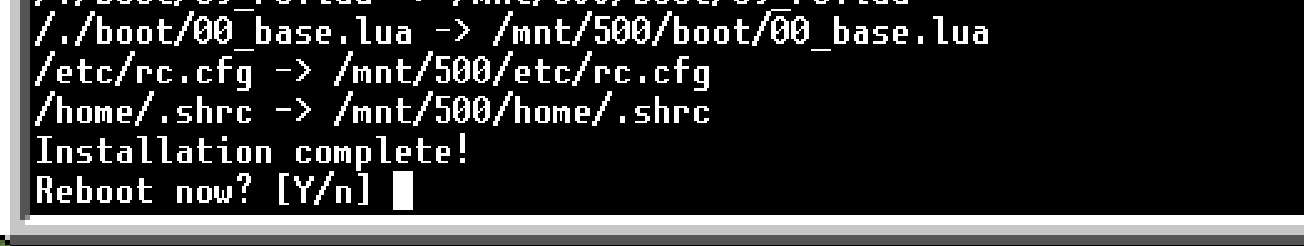 /./boot/00_base.lua -> /mnt/500/boot/00_base.lua
/etc/rc.cfg -> /mnt/500/etc/rc.cfg
/home/.shrc -> /mnt/500/home/.shrc
Installation complete!
Reboot now? [Y/n]